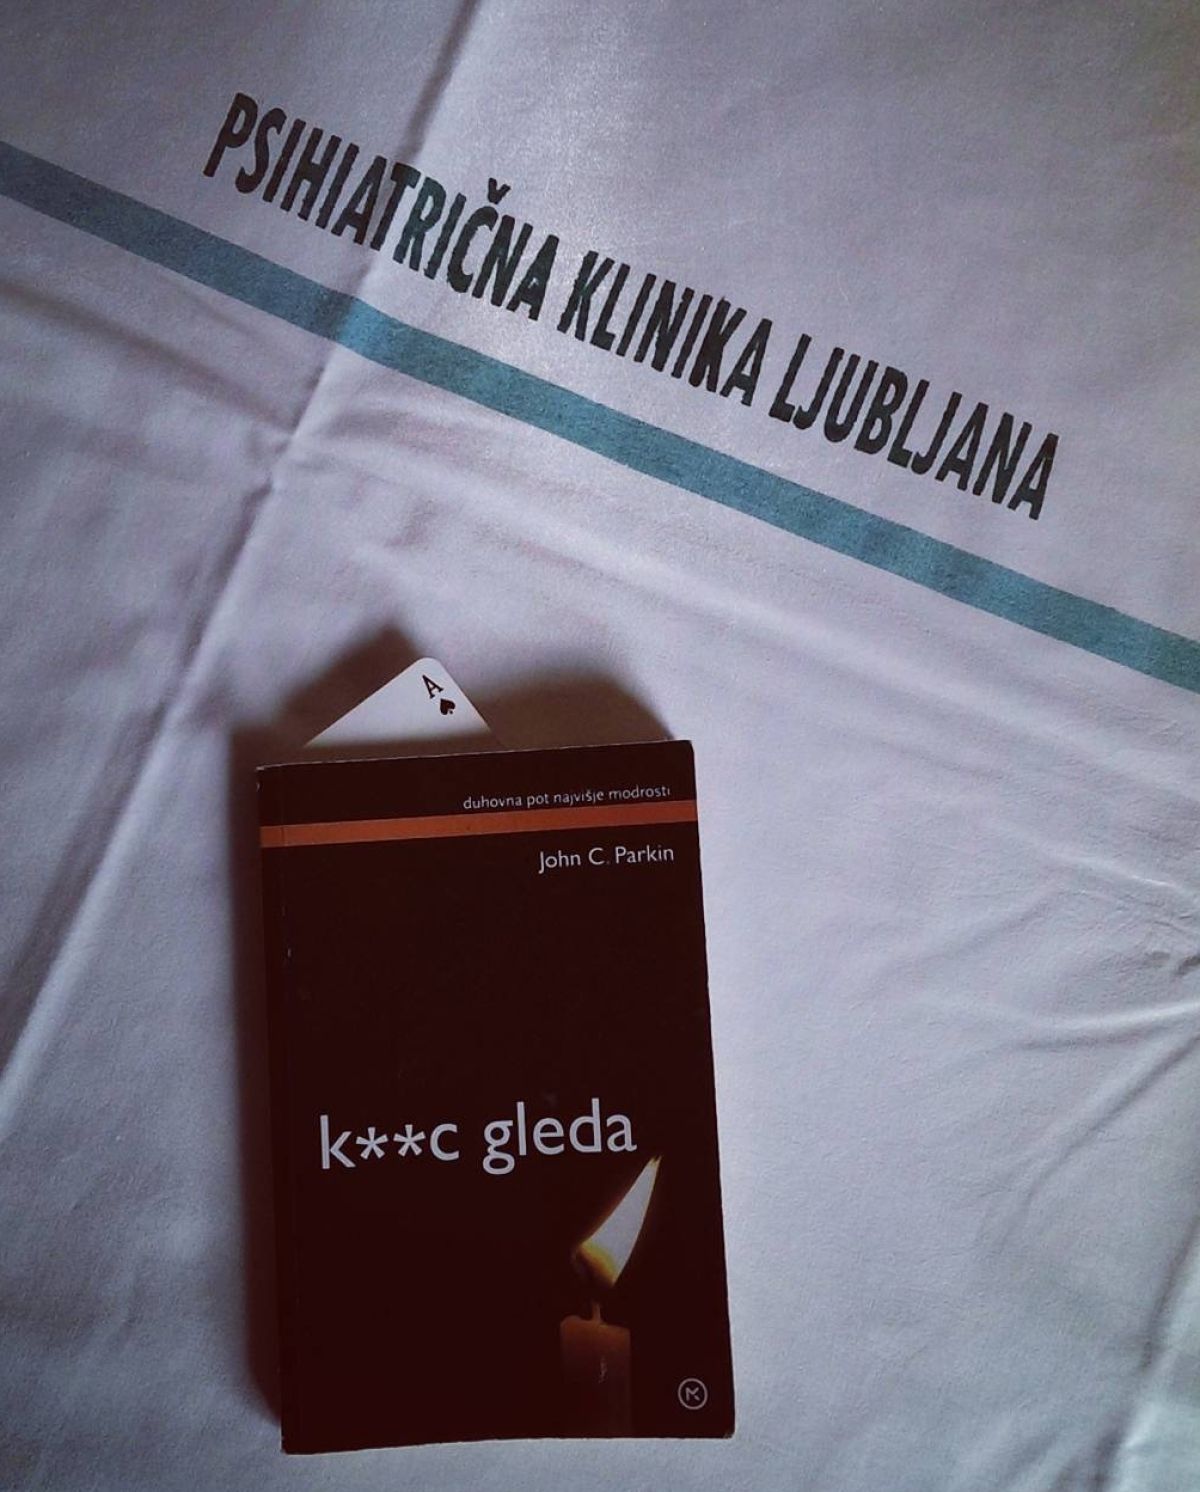 PSIHIATRIČNA KLINIKA LJUBLJANA
A
duhovna pot najvišje modrosti
John C. Parkin
k**c gleda